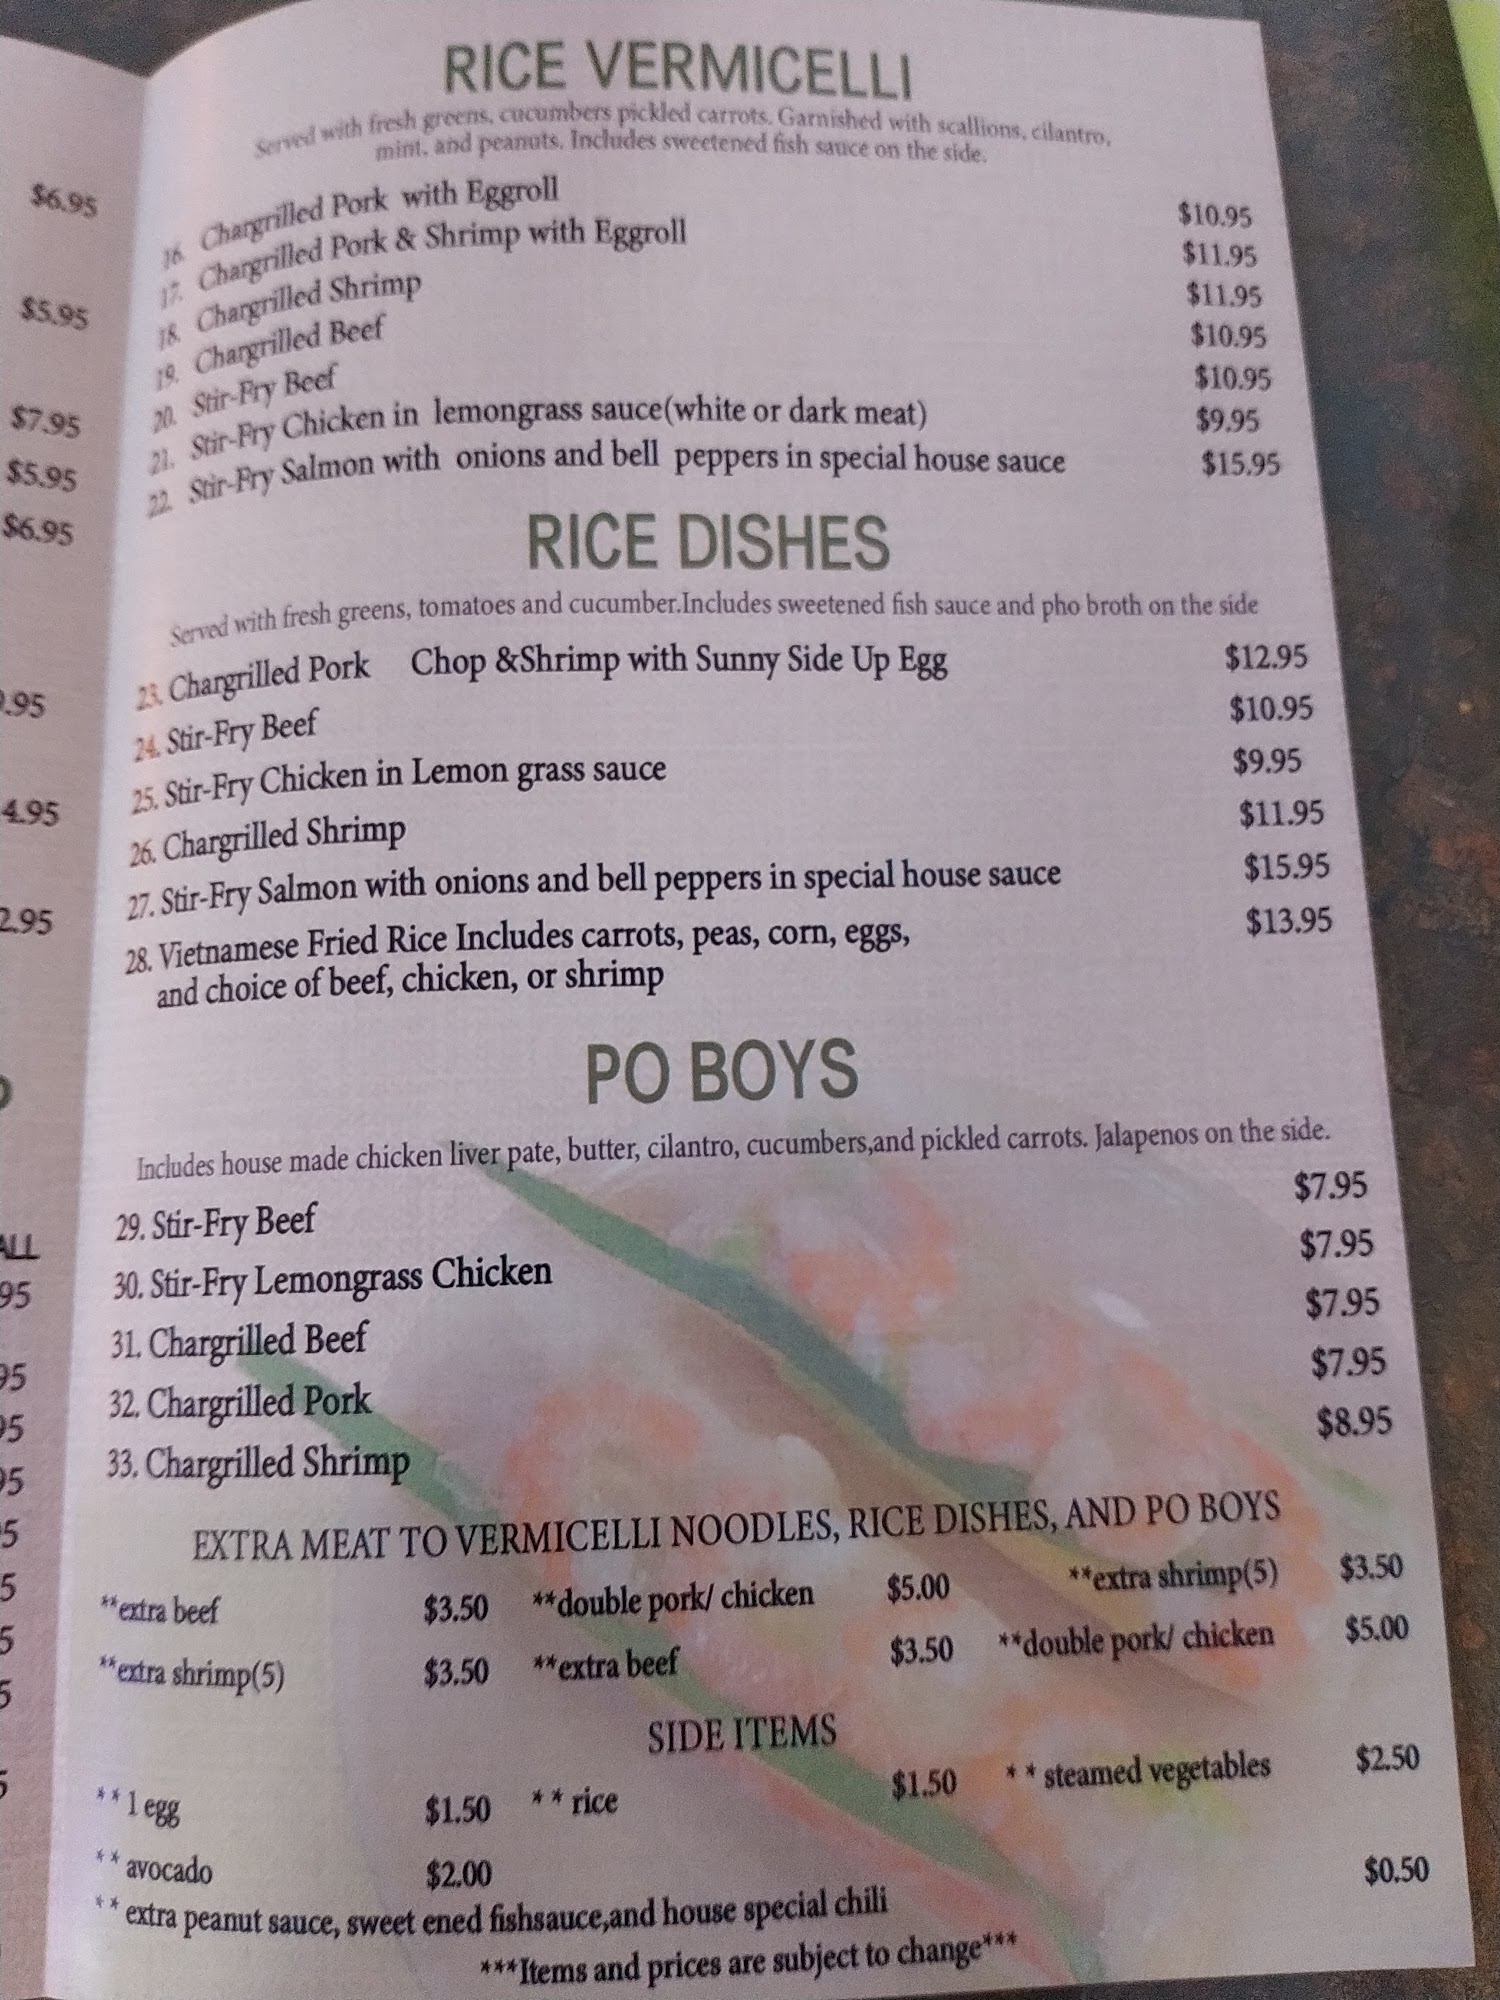 RICE VERMICELLI
Served with fresh greens, cucumbers pickled carrots. Garnished with scallions, cilantro,
mint, and peanuts. Includes sweetened fish sauce on the side.
16. Chargrilled Pork with Eggroll $10.95
17. Chargrilled Pork & Shrimp with Eggroll $11.95
18. Chargrilled Shrimp $11.95
19. Chargrilled Beef $10.95
20. Stir-Fry Beef $10.95
21. Stir-Fry Chicken in lemongrass sauce(white or dark meat) $9.95
22. Stir-Fry Salmon with onions and bell peppers in special house sauce $15.95
RICE DISHES
Served with fresh greens, tomatoes and cucumber.Includes sweetened fish sauce and pho broth on the side
23. Chargrilled Pork Chop &Shrimp with Sunny Side Up Egg $12.95
24. Stir-Fry Beef $10.95
25. Stir-Fry Chicken in Lemon grass sauce $9.95
26. Chargrilled Shrimp $11.95
27. Stir-Fry Salmon with onions and bell peppers in special house sauce $15.95
28. Vietnamese Fried Rice Includes carrots, peas, corn, eggs, $13.95
and choice of beef, chicken, or shrimp
PO BOYS
Includes house made chicken liver pate, butter, cilantro, cucumbers,and pickled carrots. Jalapenos on the side.
29. Stir-Fry Beef $7.95
30. Stir-Fry Lemongrass Chicken $7.95
31. Chargrilled Beef $7.95
32. Chargrilled Pork $7.95
33. Chargrilled Shrimp $8.95
EXTRA MEAT TO VERMICELLI NOODLES, RICE DISHES, AND PO BOYS
**extra beef $3.50 **double pork/ chicken $5.00 **extra shrimp(5) $3.50
**extra shrimp(5) $3.50 **extra beef $3.50 **double pork/ chicken $5.00
SIDE ITEMS
** 1 egg $1.50 ** rice $1.50 ** steamed vegetables $2.50
** avocado $2.00
** extra peanut sauce, sweet ened fishsauce,and house special chili $0.50
***Items and prices are subject to change***
$6.95
$5.95
$7.95
$5.95
$6.95
.95
4.95
2.95
ALL
95
95
95
95
5
5
5
5
5